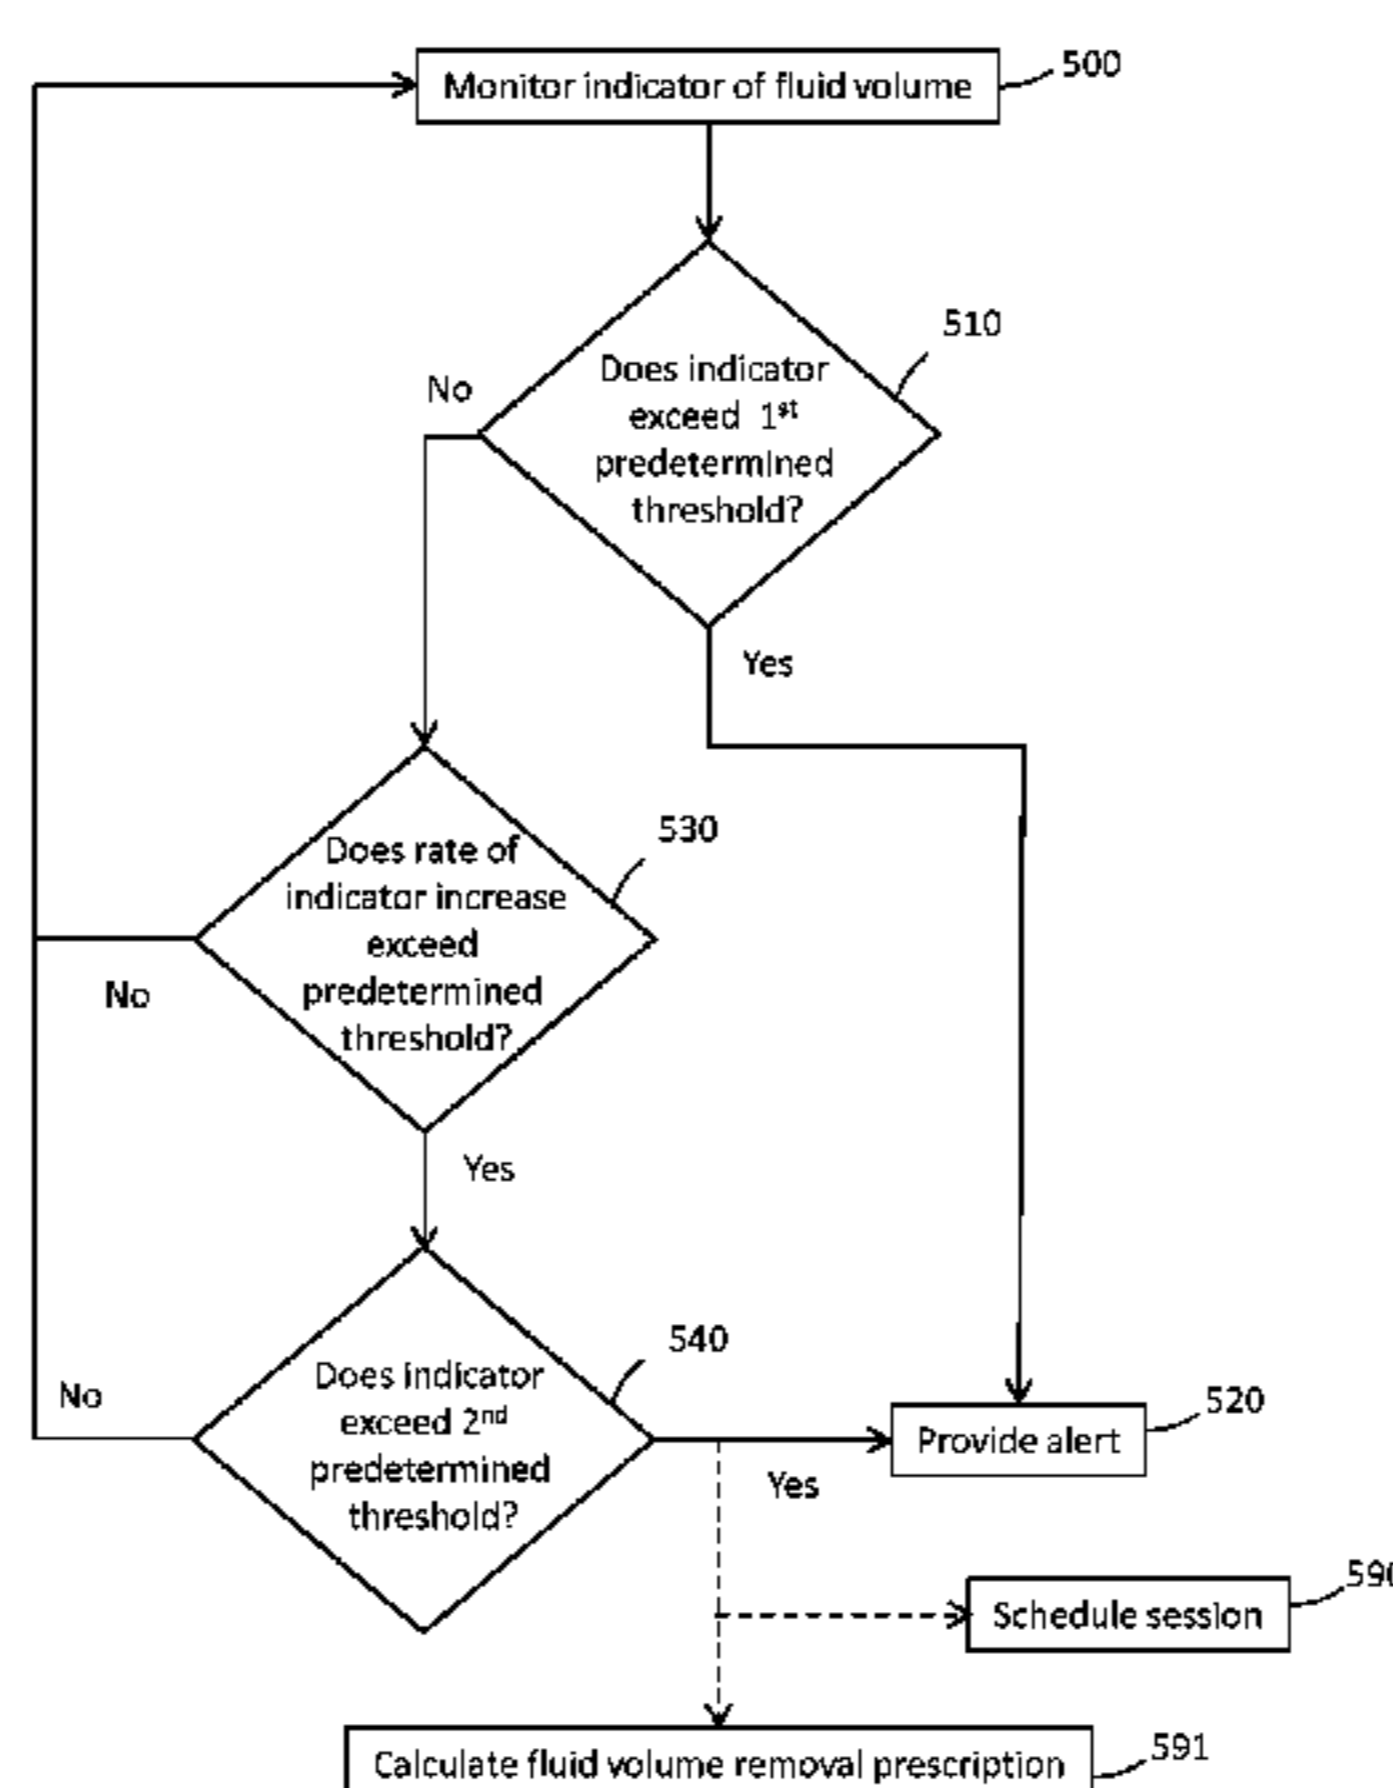 Monitor indicator of fluid volume
500
510
Does indicator
exceed 1st
predetermined
threshold?
No
Yes
530
Does rate of
indicator increase
exceed
predetermined
threshold?
No
Yes
540
Does indicator
exceed 2nd
predetermined
threshold?
No
Yes
Provide alert
520
Schedule session
590
Calculate fluid volume removal prescription
591